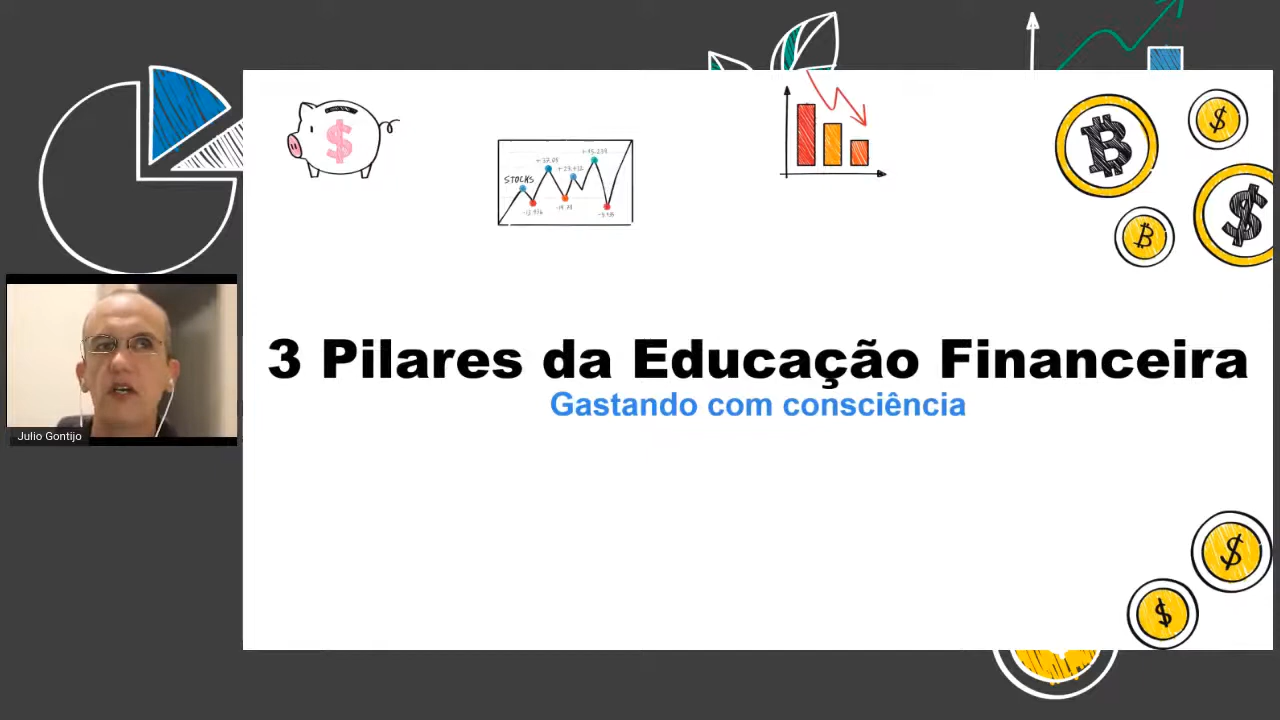 STOCKS
3 Pilares da Educação Financeira
Gastando com consciência
Julio Gontijo